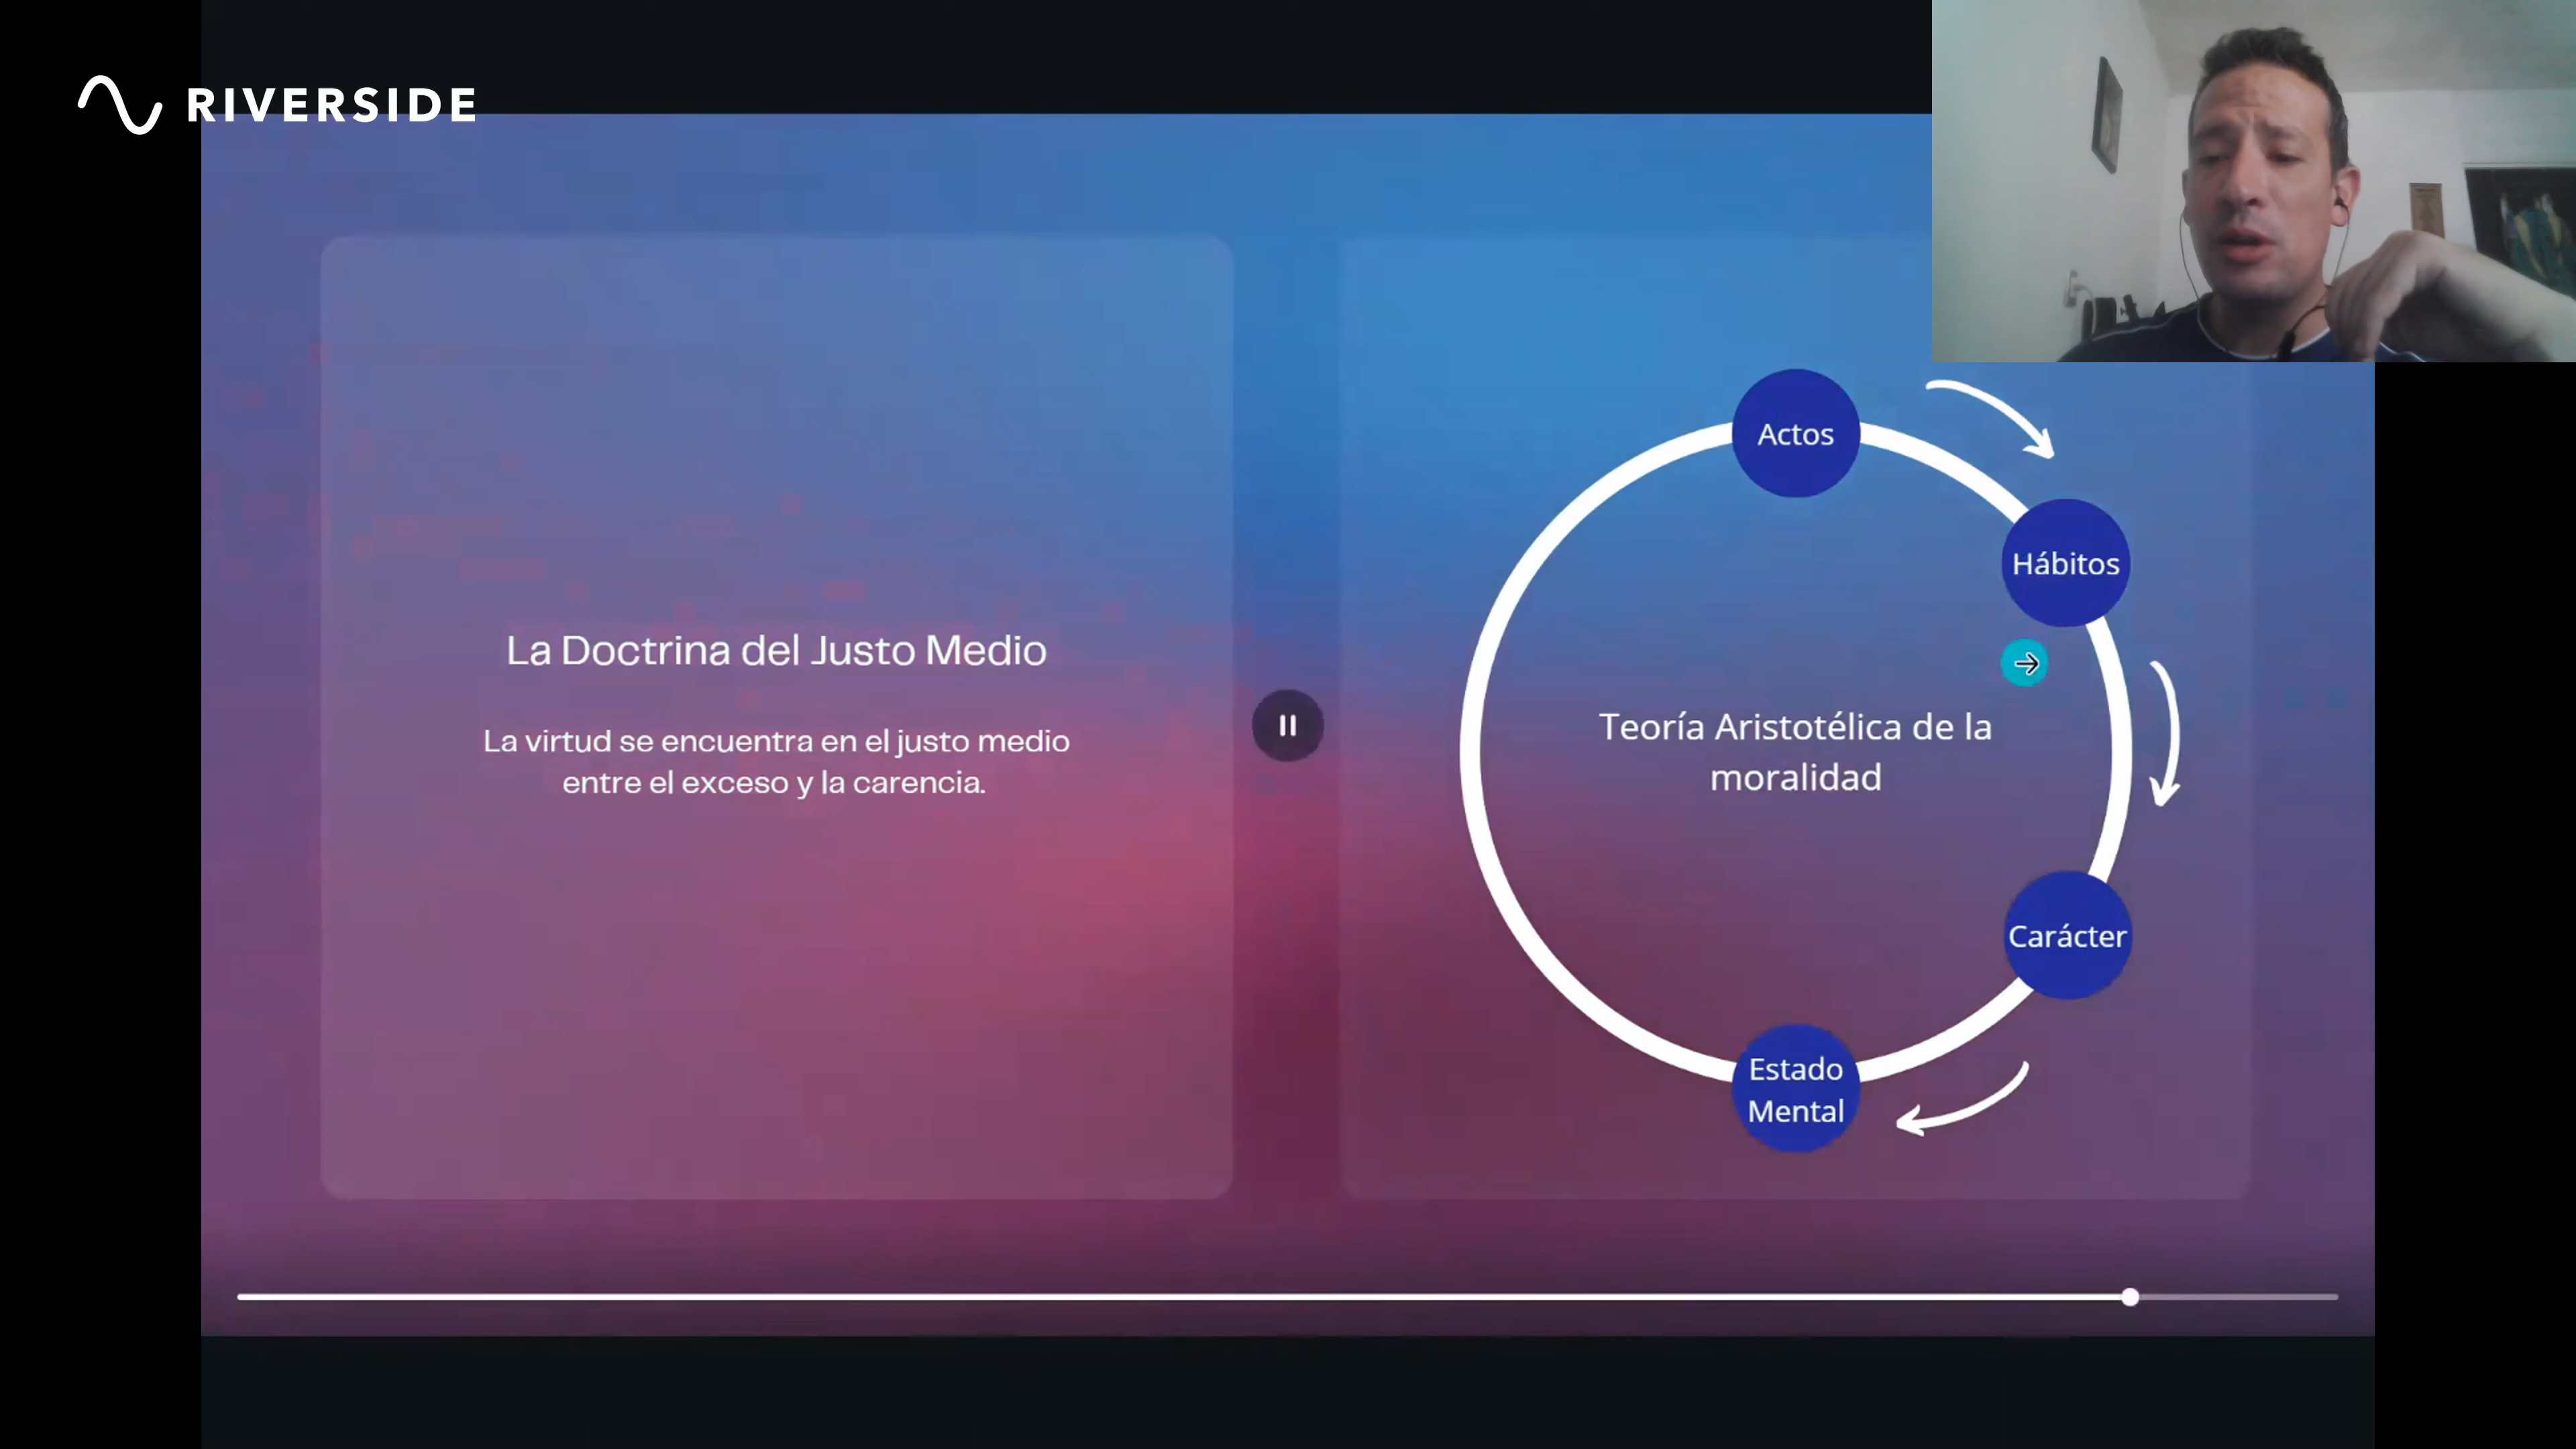 RIVERSIDE
La Doctrina del Justo Medio
La virtud se encuentra en el justo medio
entre el exceso y la carencia.
Actos
Hábitos
Teoría Aristotélica de la
moralidad
Carácter
Estado
Mental